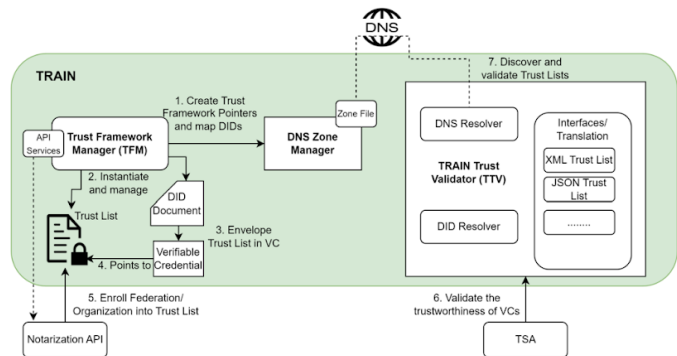 DNS
TRAIN
7. Discover and
validate Trust Lists
1. Create Trust
Framework Pointers
and map DIDs
Zone File
API
Services
Trust Framework
Manager (TFM)
DNS Zone
Manager
DNS Resolver
Interfaces/
Translation
XML Trust List
JSON Trust
List
........
TRAIN Trust
Validator (TTV)
DID Resolver
2. Instantiate
and manage
Trust List
DID
Document
3. Envelope
Trust List in VC
Verifiable
Credential
4. Points to
5. Enroll Federation/
Organization into Trust List
6. Validate the
trustworthiness of VCs
Notarization API
TSA